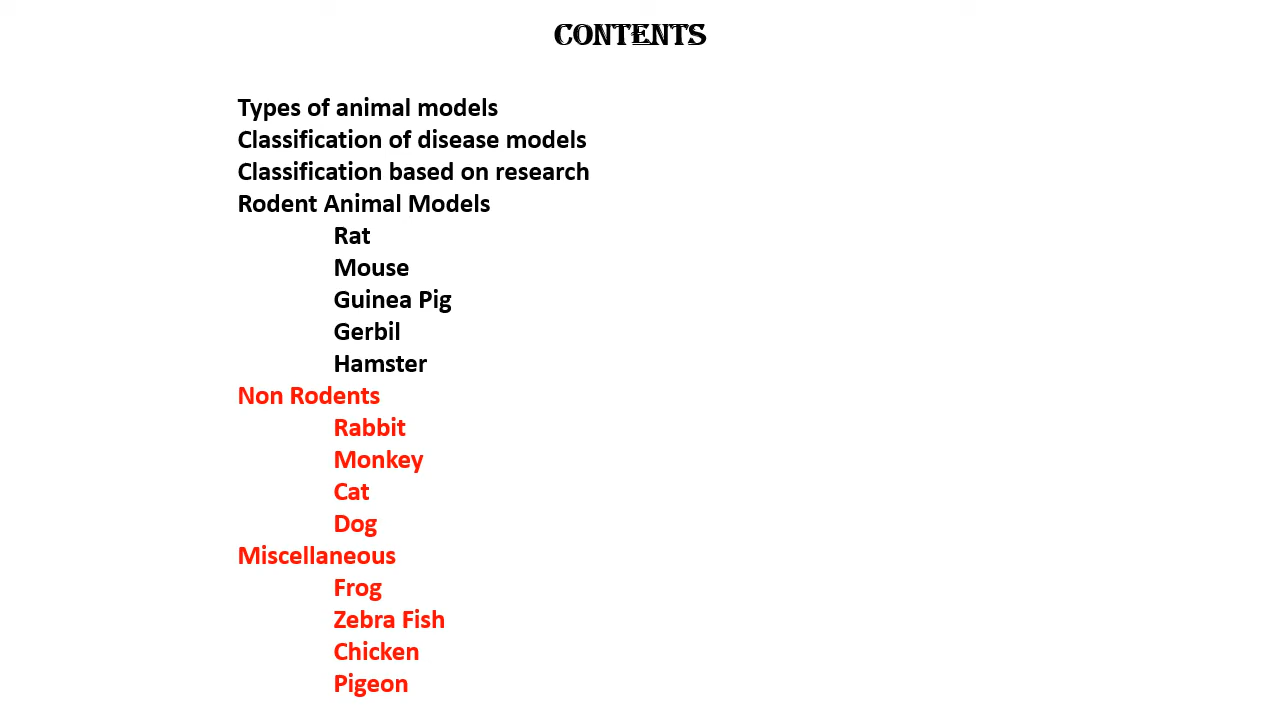 CONTENTS
Types of animal models
Classification of disease models
Classification based on research
Rodent Animal Models
Rat
Mouse
Guinea Pig
Gerbil
Hamster
Non Rodents
Rabbit
Monkey
Cat
Dog
Miscellaneous
Frog
Zebra Fish
Chicken
Pigeon